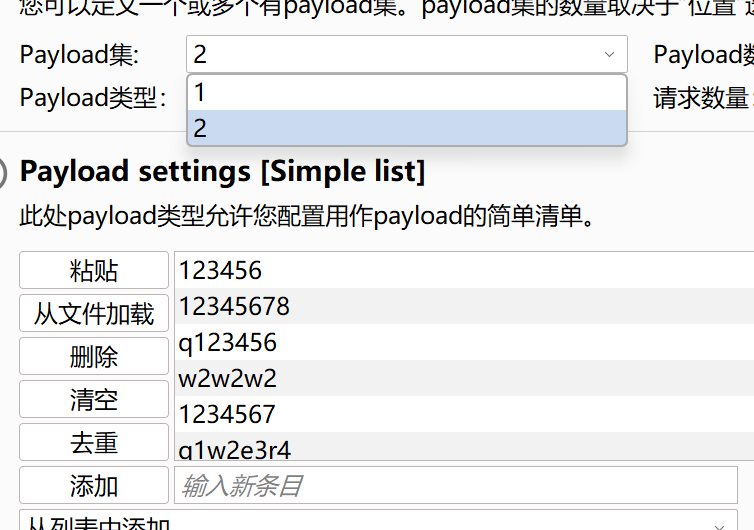 您可以定义一个或多个有payload集。payload集的数量取决于"位置"选
Payload集: 2 Payload数
1
Payload类型: 请求数量:
2
Payload settings [Simple list]
此处payload类型允许您配置用作payload的简单清单。
粘贴 123456
从文件加载 12345678
删除 q123456
清空 w2w2w2
去重 1234567
q1w2e3r4
添加 输入新条目
从列表中添加